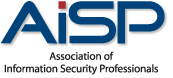 AiSP
Association of
Information Security Professionals